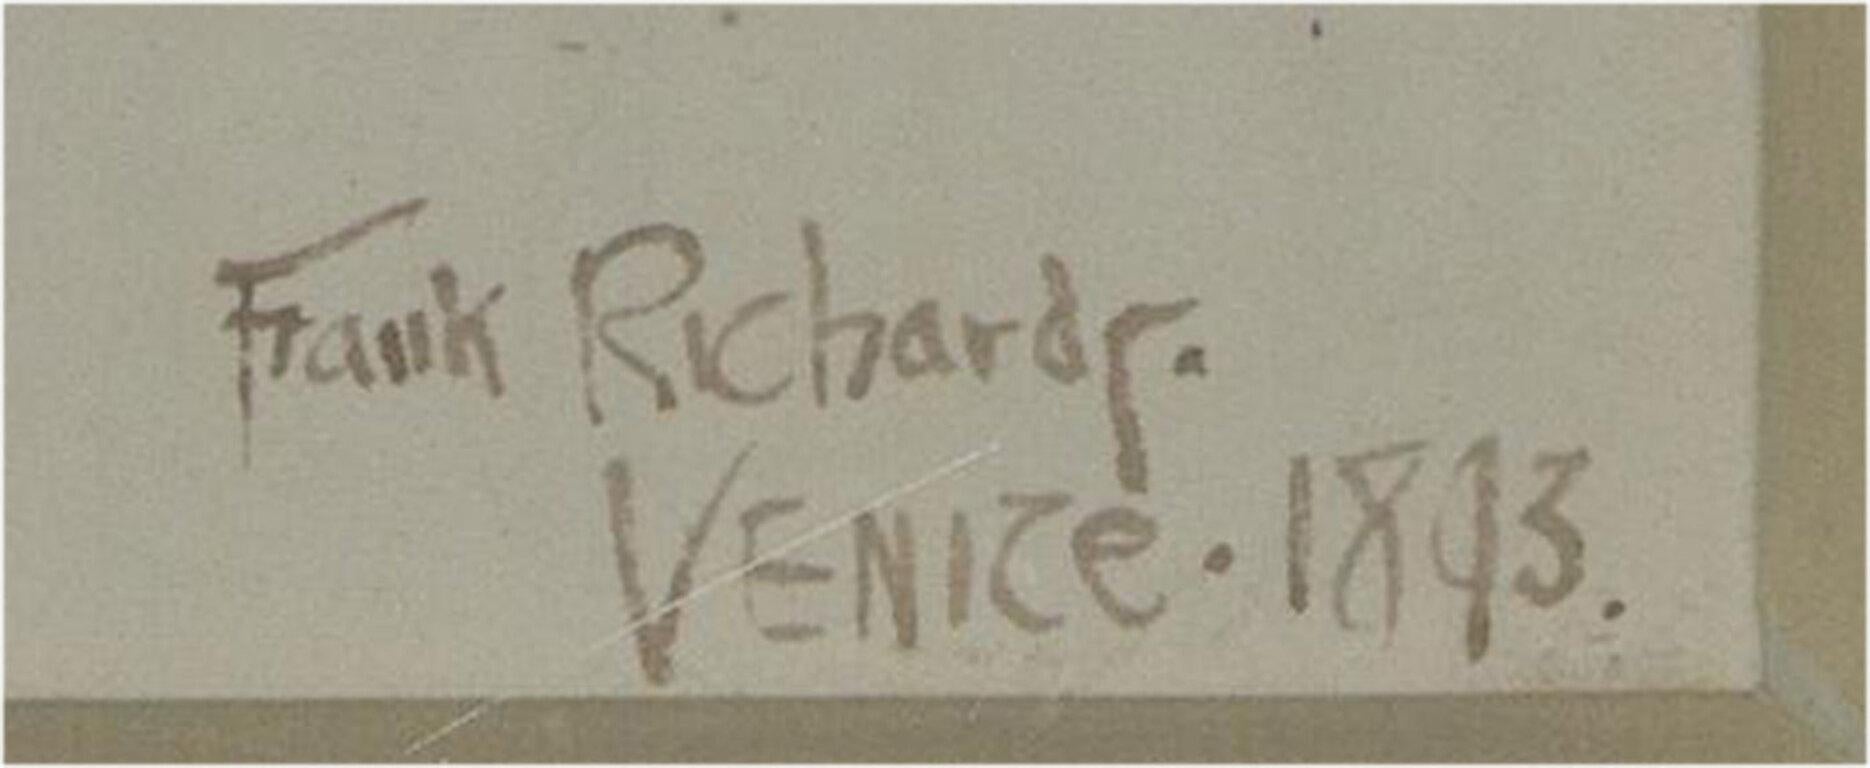 Frank Richards.
VENICe. 1893.